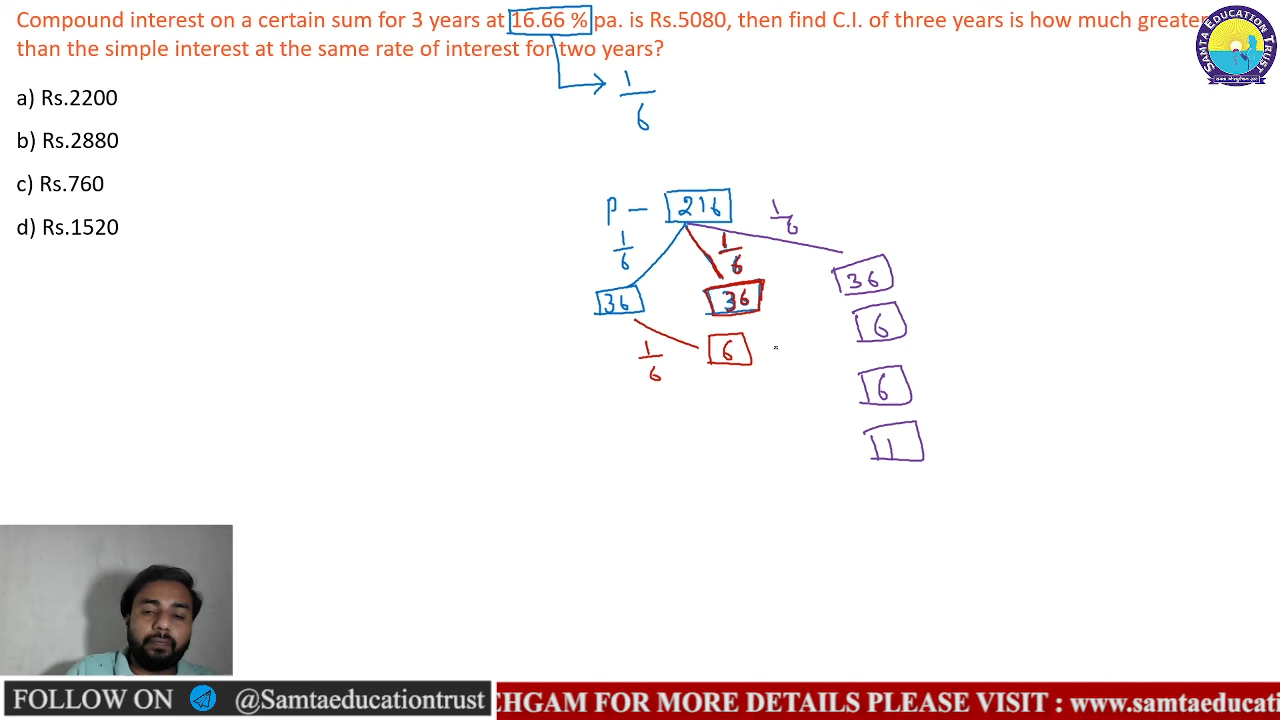 Compound interest on a certain sum for 3 years at 16.66 % pa. is Rs.5080, then find C.I. of three years is how much greater
than the simple interest at the same rate of interest for two years?
SAMTA EDUCATION TRUST
a) Rs.2200
b) Rs.2880
c) Rs.760
d) Rs.1520
1
6
P - 216
1
6
1
6
1
6
36
36
36
6
1
6
6
6
11
FOLLOW ON @Samtaeducationtrust
CHGAM FOR MORE DETAILS PLEASE VISIT : www.samtaeducati